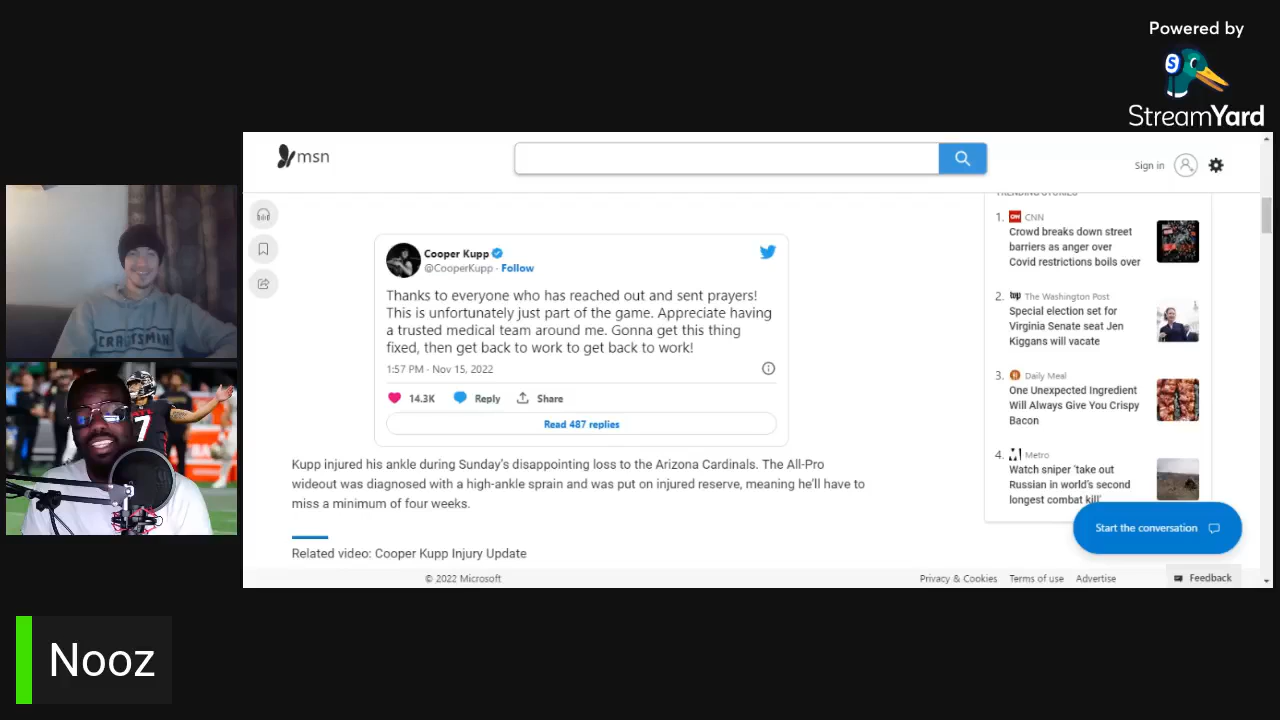 Powered by
S
StreamYard
msn
Sign in
TRENDING STORIES
Cooper Kupp
@CooperKupp · Follow
Thanks to everyone who has reached out and sent prayers!
This is unfortunately just part of the game. Appreciate having
a trusted medical team around me. Gonna get this thing
fixed, then get back to work to get back to work!
1:57 PM · Nov 15, 2022
14.3K
Reply
Share
Read 487 replies
Kupp injured his ankle during Sunday's disappointing loss to the Arizona Cardinals. The All-Pro
wideout was diagnosed with a high-ankle sprain and was put on injured reserve, meaning he'll have to
miss a minimum of four weeks.
Related video: Cooper Kupp Injury Update
1.
CNN
CNN
Crowd breaks down street
barriers as anger over
Covid restrictions boils over
2.
The Washington Post
Special election set for
Virginia Senate seat Jen
Kiggans will vacate
3.
Daily Meal
One Unexpected Ingredient
Will Always Give You Crispy
Bacon
4.
Metro
Watch sniper 'take out
Russian in world's second
longest combat kill'
Start the conversation
© 2022 Microsoft
Privacy & Cookies
Terms of use
Advertise
Feedback
CRAFTSMAN
7
Nooz